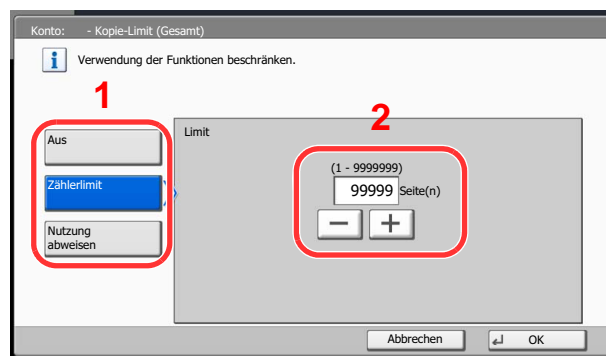 Konto: - Kopie-Limit (Gesamt)
i Verwendung der Funktionen beschränken.
1
2
Aus
Zählerlimit
Nutzung
abweisen
Limit
(1 - 9999999)
99999 Seite(n)
− +
Abbrechen
OK